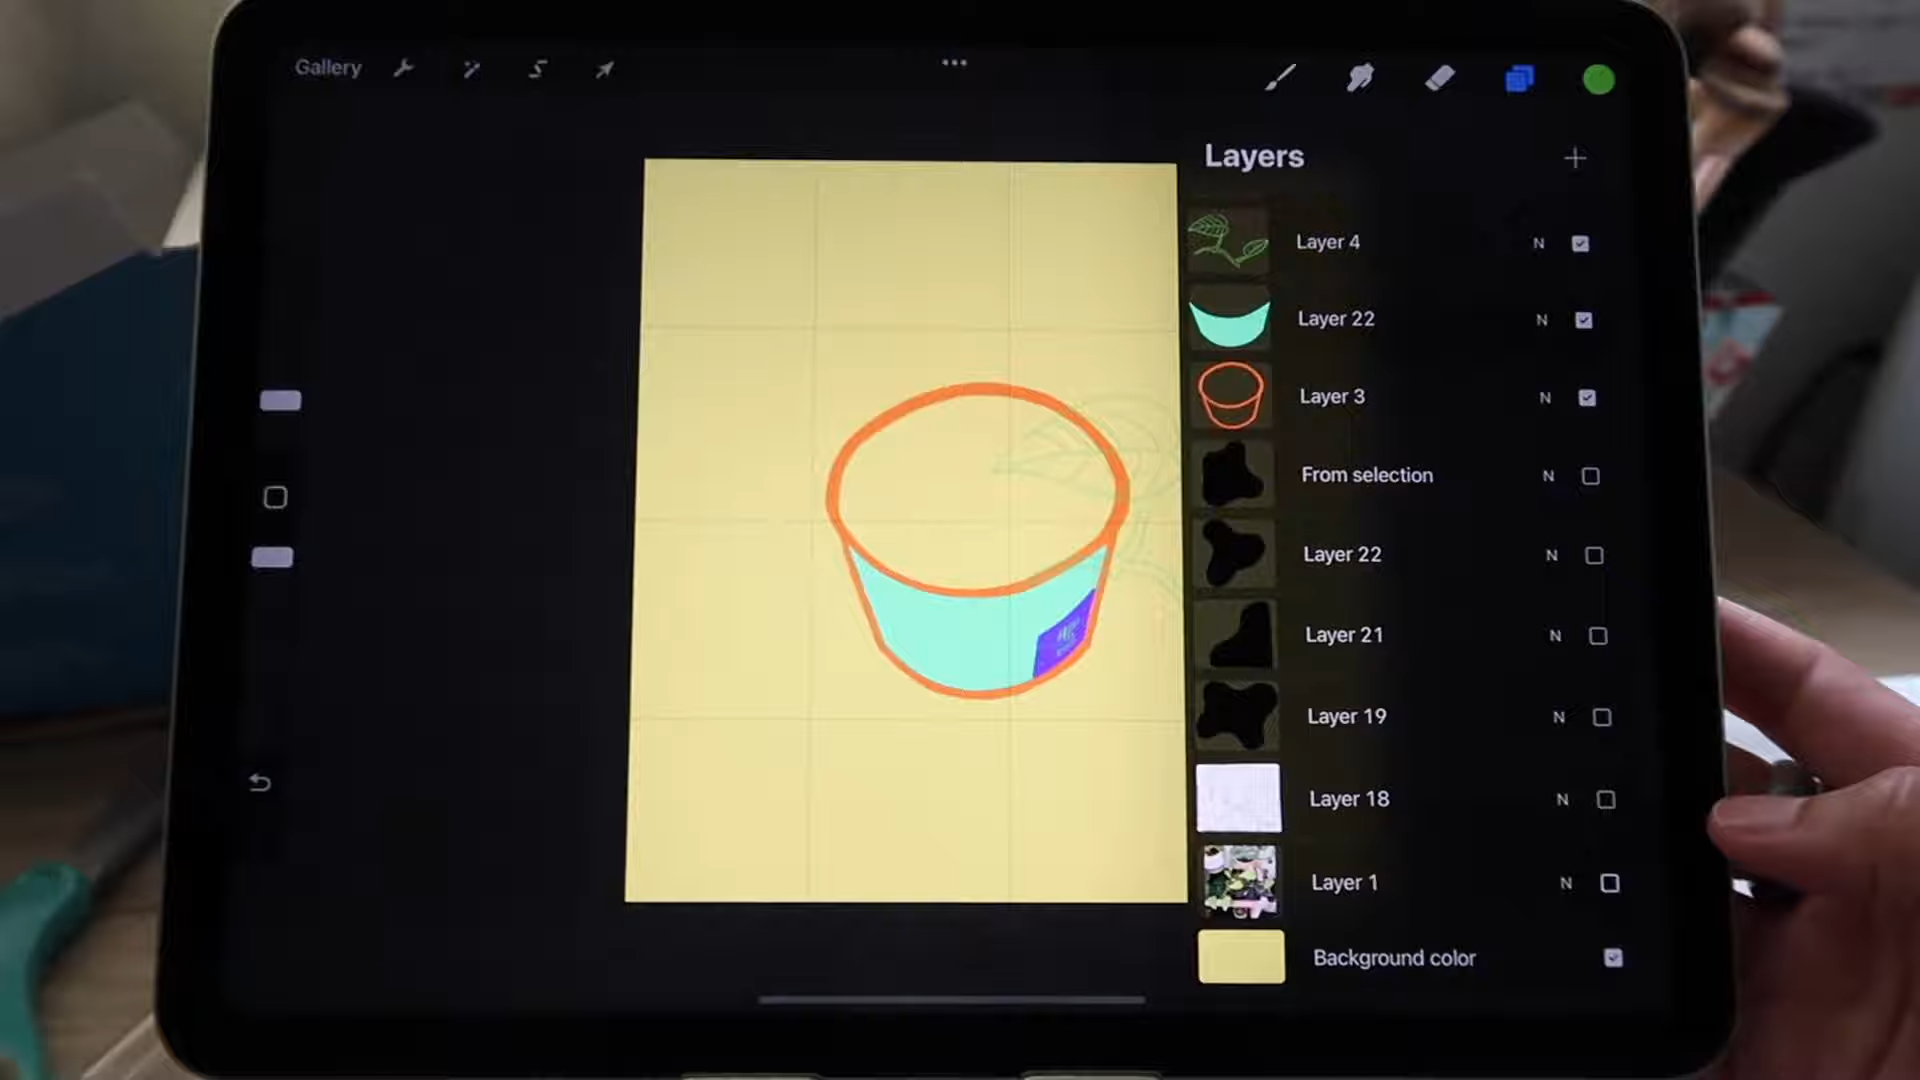 Gallery
Layers
Layer 4 N
Layer 22 N
Layer 3 N
From selection N
Layer 22 N
Layer 21 N
Layer 19 N
Layer 18 N
Layer 1 N
Background color